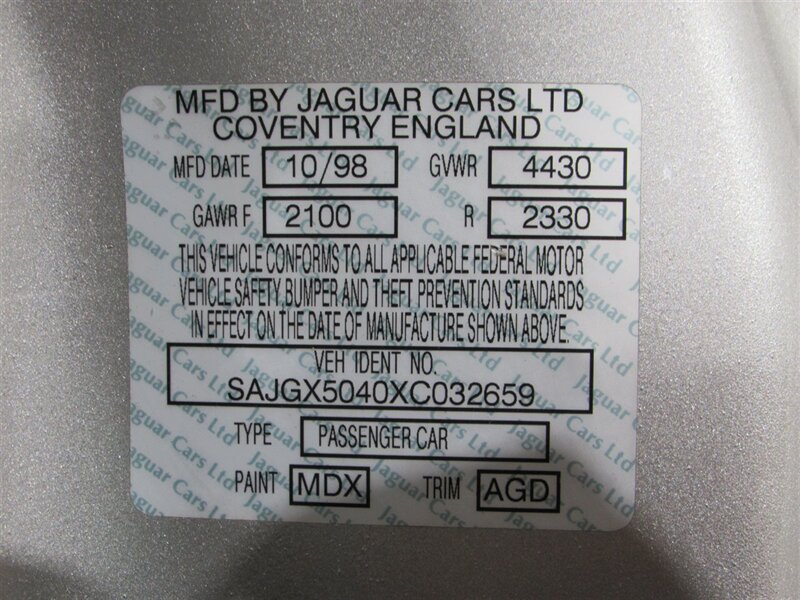 MFD BY JAGUAR CARS LTD
COVENTRY ENGLAND
MFD DATE 10/98 GVWR 4430
GAWR F 2100 R 2330
THIS VEHICLE CONFORMS TO ALL APPLICABLE FEDERAL MOTOR
VEHICLE SAFETY, BUMPER AND THEFT PREVENTION STANDARDS
IN EFFECT ON THE DATE OF MANUFACTURE SHOWN ABOVE.
VEH IDENT NO.
SAJGX5040XC032659
TYPE PASSENGER CAR
PAINT MDX TRIM AGD